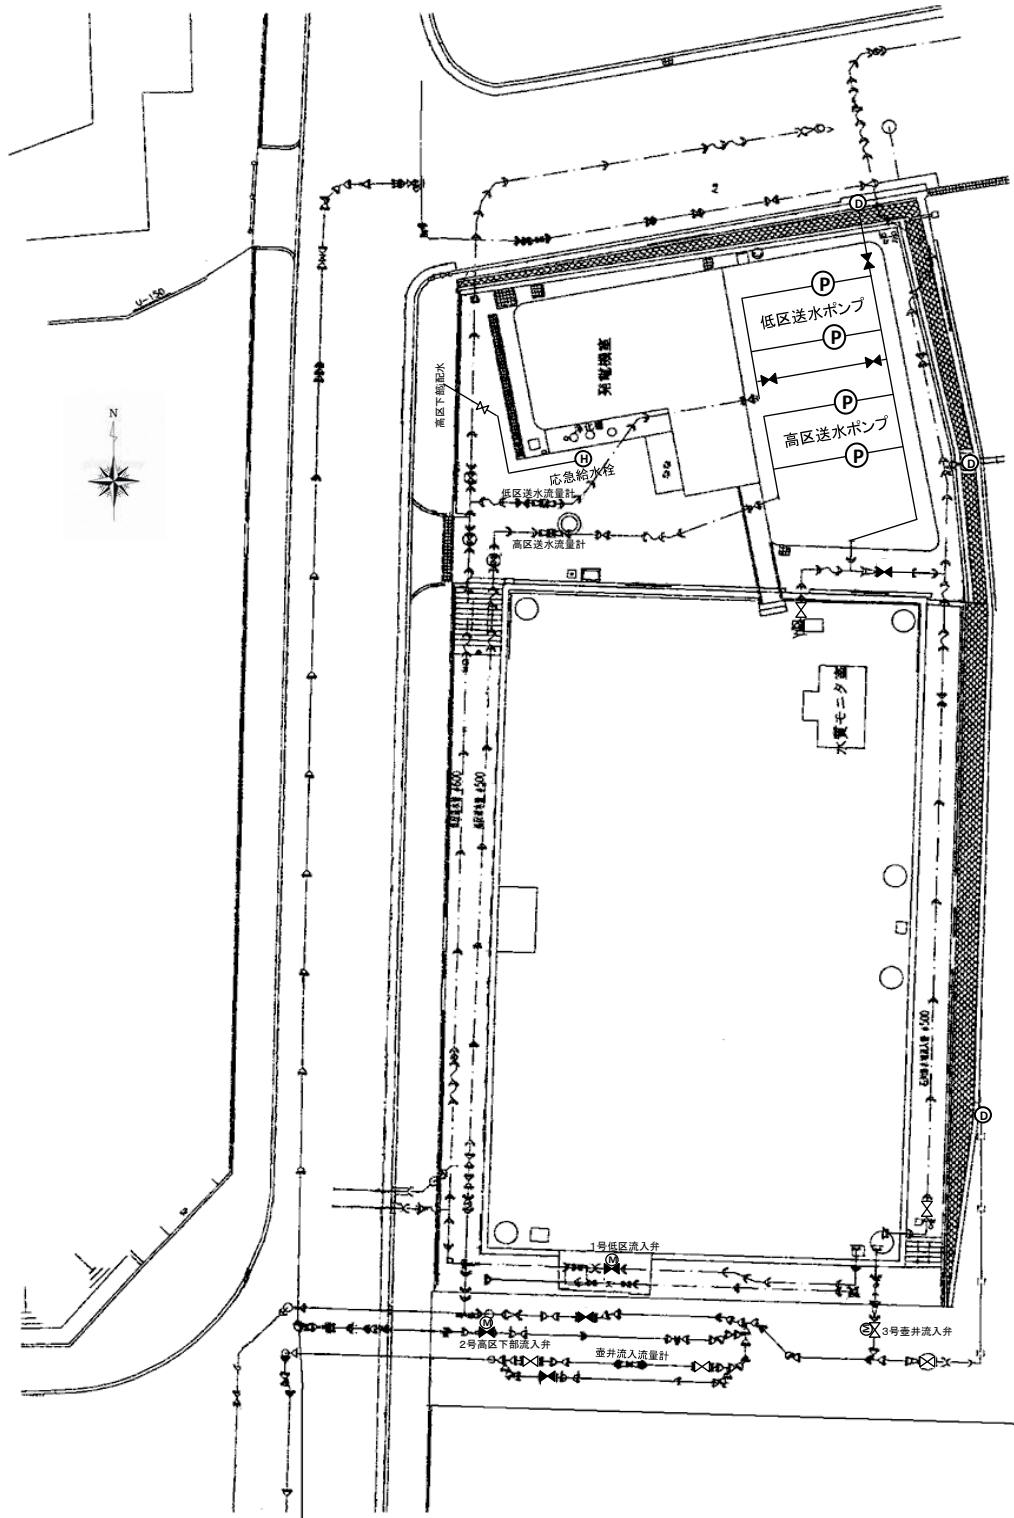 2
D
U-150
P
低区送水ポンプ
P
発電機室
高区下部配水
N
P
高区送水ポンプ
P
H
応急給水栓
D
低区送水流量計
高区送水流量計
水質モニタ室
D
1号低区流入弁
M
M
2号高区下部流入弁
M
3号壺井流入弁
壺井流入流量計